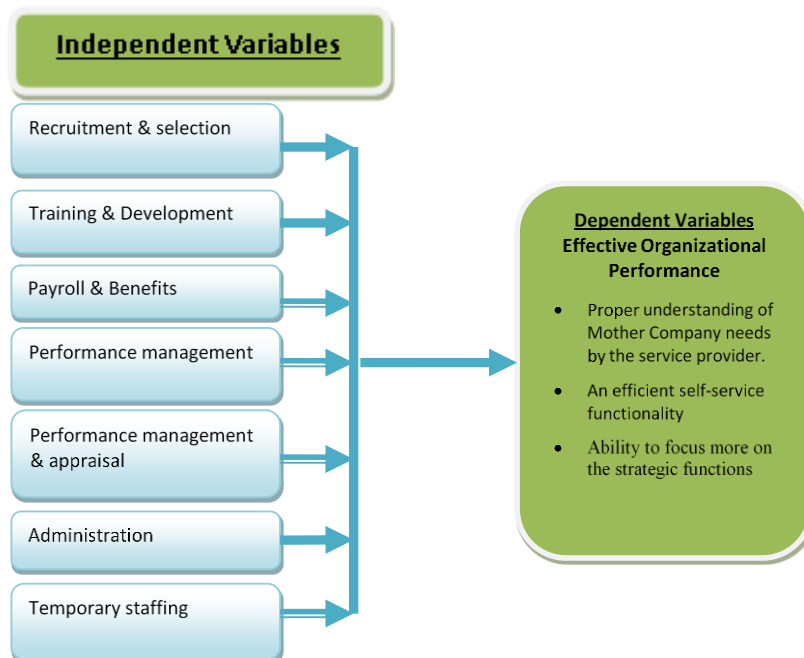 Independent Variables
Recruitment & selection
Training & Development
Payroll & Benefits
Performance management
Performance management
& appraisal
Administration
Temporary staffing
Dependent Variables
Effective Organizational
Performance
• Proper understanding of
Mother Company needs
by the service provider.
• An efficient self-service
functionality
• Ability to focus more on
the strategic functions